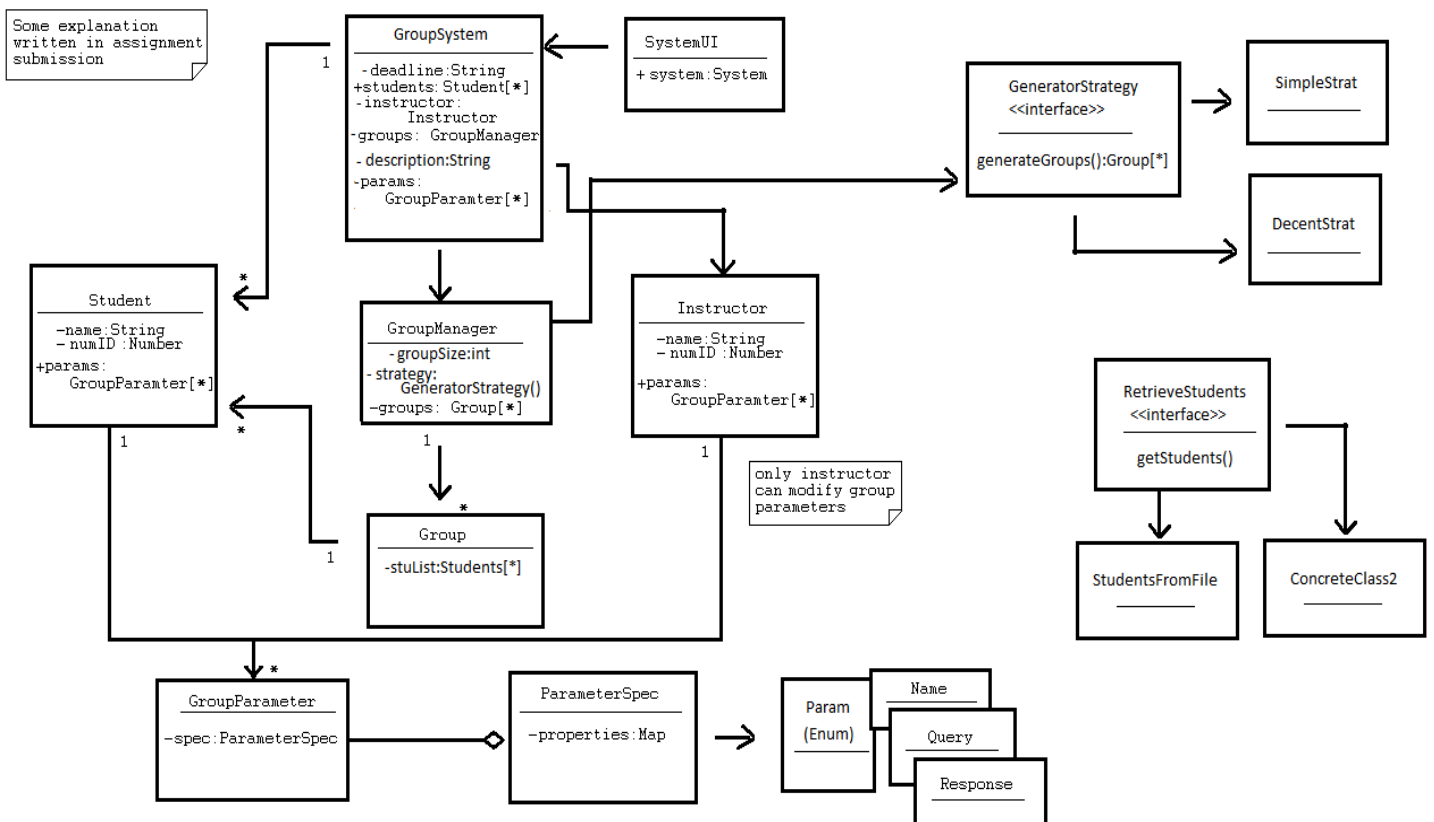 Some explanation
written in assignment
submission
GroupSystem
-deadline:String
+students:Student[*]
-instructor:
Instructor
-groups: GroupManager
- description:String
-params:
GroupParamter[*]
1
*
SystemUI
+ system:System
GeneratorStrategy
<<interface>>
generateGroups():Group[*]
SimpleStrat
DecentStrat
Student
-name:String
- numID :Number
+params:
GroupParamter[*]
1
*
GroupManager
- groupSize:int
- strategy:
GeneratorStrategy()
-groups: Group[*]
1
*
Instructor
-name:String
- numID :Number
+params:
GroupParamter[*]
1
only instructor
can modify group
parameters
RetrieveStudents
<<interface>>
getStudents()
StudentsFromFile
ConcreteClass2
Group
-stuList:Students[*]
1
*
GroupParameter
-spec:ParameterSpec
ParameterSpec
-properties:Map
Param
(Enum)
Name
Query
Response